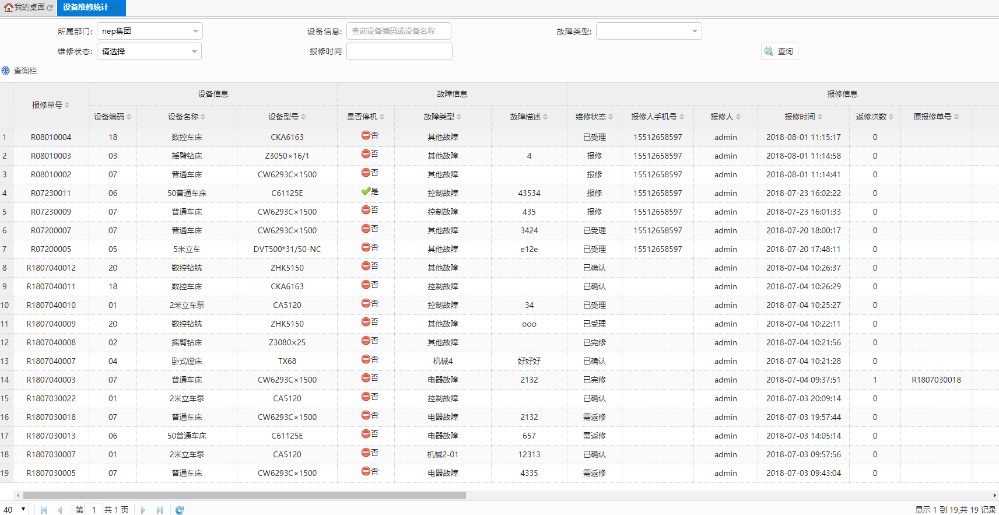 我的桌面 设备维修统计
所属部门: nep集团 设备信息: 查询设备编码或设备名称 故障类型:
维修状态: 请选择 报修时间 查询
查询栏
报修单号 设备信息 故障信息 报修信息
设备编码 设备名称 设备型号 是否停机 故障类型 故障描述 维修状态 报修人手机号 报修人 报修时间 返修次数 原报修单号
1 R08010004 18 数控车床 CKA6163 否 其他故障 已受理 15512658597 admin 2018-08-01 11:15:17 0
2 R08010003 03 摇臂钻床 Z3050×16/1 否 其他故障 4 报修 15512658597 admin 2018-08-01 11:14:58 0
3 R08010002 07 普通车床 CW6293C×1500 否 其他故障 报修 15512658597 admin 2018-08-01 11:14:41 0
4 R07230011 06 50普通车床 C61125E 是 控制故障 43534 报修 15512658597 admin 2018-07-23 16:02:22 0
5 R07230009 07 普通车床 CW6293C×1500 否 控制故障 435 报修 15512658597 admin 2018-07-23 16:01:33 0
6 R07200007 07 普通车床 CW6293C×1500 否 其他故障 3424 已受理 15512658597 admin 2018-07-20 18:00:17 0
7 R07200005 05 5米立车 DVT500*31/50-NC 否 其他故障 e12e 已受理 15512658597 admin 2018-07-20 17:48:11 0
8 R1807040012 20 数控钻铣 ZHK5150 否 其他故障 已确认 admin 2018-07-04 10:26:37 0
9 R1807040011 18 数控车床 CKA6163 否 控制故障 已确认 admin 2018-07-04 10:26:29 0
10 R1807040010 01 2米立车泵 CA5120 否 控制故障 34 已受理 admin 2018-07-04 10:25:27 0
11 R1807040009 20 数控钻铣 ZHK5150 否 其他故障 ooo 已受理 admin 2018-07-04 10:22:11 0
12 R1807040008 02 摇臂钻床 Z3080×25 否 其他故障 已完修 admin 2018-07-04 10:21:56 0
13 R1807040007 04 卧式镗床 TX68 否 机械4 好好好 已确认 admin 2018-07-04 10:21:28 0
14 R1807040003 07 普通车床 CW6293C×1500 否 电器故障 2132 已完修 admin 2018-07-04 09:37:51 1 R1807030018
15 R1807030022 01 2米立车泵 CA5120 否 控制故障 已确认 admin 2018-07-03 20:09:14 0
16 R1807030018 07 普通车床 CW6293C×1500 否 电器故障 2132 需返修 admin 2018-07-03 19:57:44 0
17 R1807030013 06 50普通车床 C61125E 否 电器故障 657 需返修 admin 2018-07-03 14:05:14 0
18 R1807030007 01 2米立车泵 CA5120 否 机械2-01 12313 已确认 admin 2018-07-03 09:57:56 0
19 R1807030005 07 普通车床 CW6293C×1500 否 电器故障 4335 需返修 admin 2018-07-03 09:43:04 0
40 第 1 共 1 页 显示 1 到 19,共 19 记录